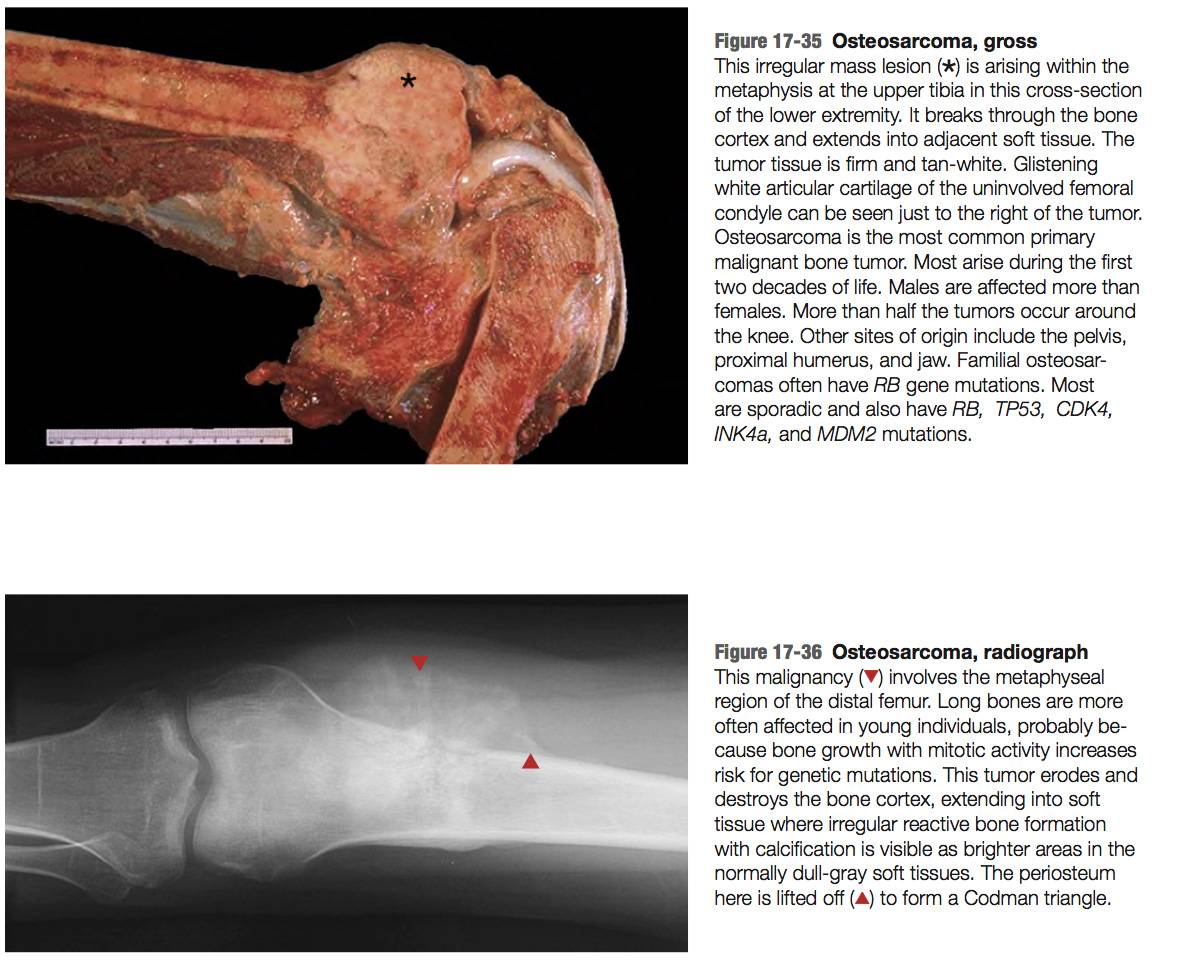 Figure 17-35 Osteosarcoma, gross
This irregular mass lesion (*) is arising within the
metaphysis at the upper tibia in this cross-section
of the lower extremity. It breaks through the bone
cortex and extends into adjacent soft tissue. The
tumor tissue is firm and tan-white. Glistening
white articular cartilage of the uninvolved femoral
condyle can be seen just to the right of the tumor.
Osteosarcoma is the most common primary
malignant bone tumor. Most arise during the first
two decades of life. Males are affected more than
females. More than half the tumors occur around
the knee. Other sites of origin include the pelvis,
proximal humerus, and jaw. Familial osteosar-
comas often have RB gene mutations. Most
are sporadic and also have RB, TP53, CDK4,
INK4a, and MDM2 mutations.
Figure 17-36 Osteosarcoma, radiograph
This malignancy (▼) involves the metaphyseal
region of the distal femur. Long bones are more
often affected in young individuals, probably be-
cause bone growth with mitotic activity increases
risk for genetic mutations. This tumor erodes and
destroys the bone cortex, extending into soft
tissue where irregular reactive bone formation
with calcification is visible as brighter areas in the
normally dull-gray soft tissues. The periosteum
here is lifted off (▲) to form a Codman triangle.